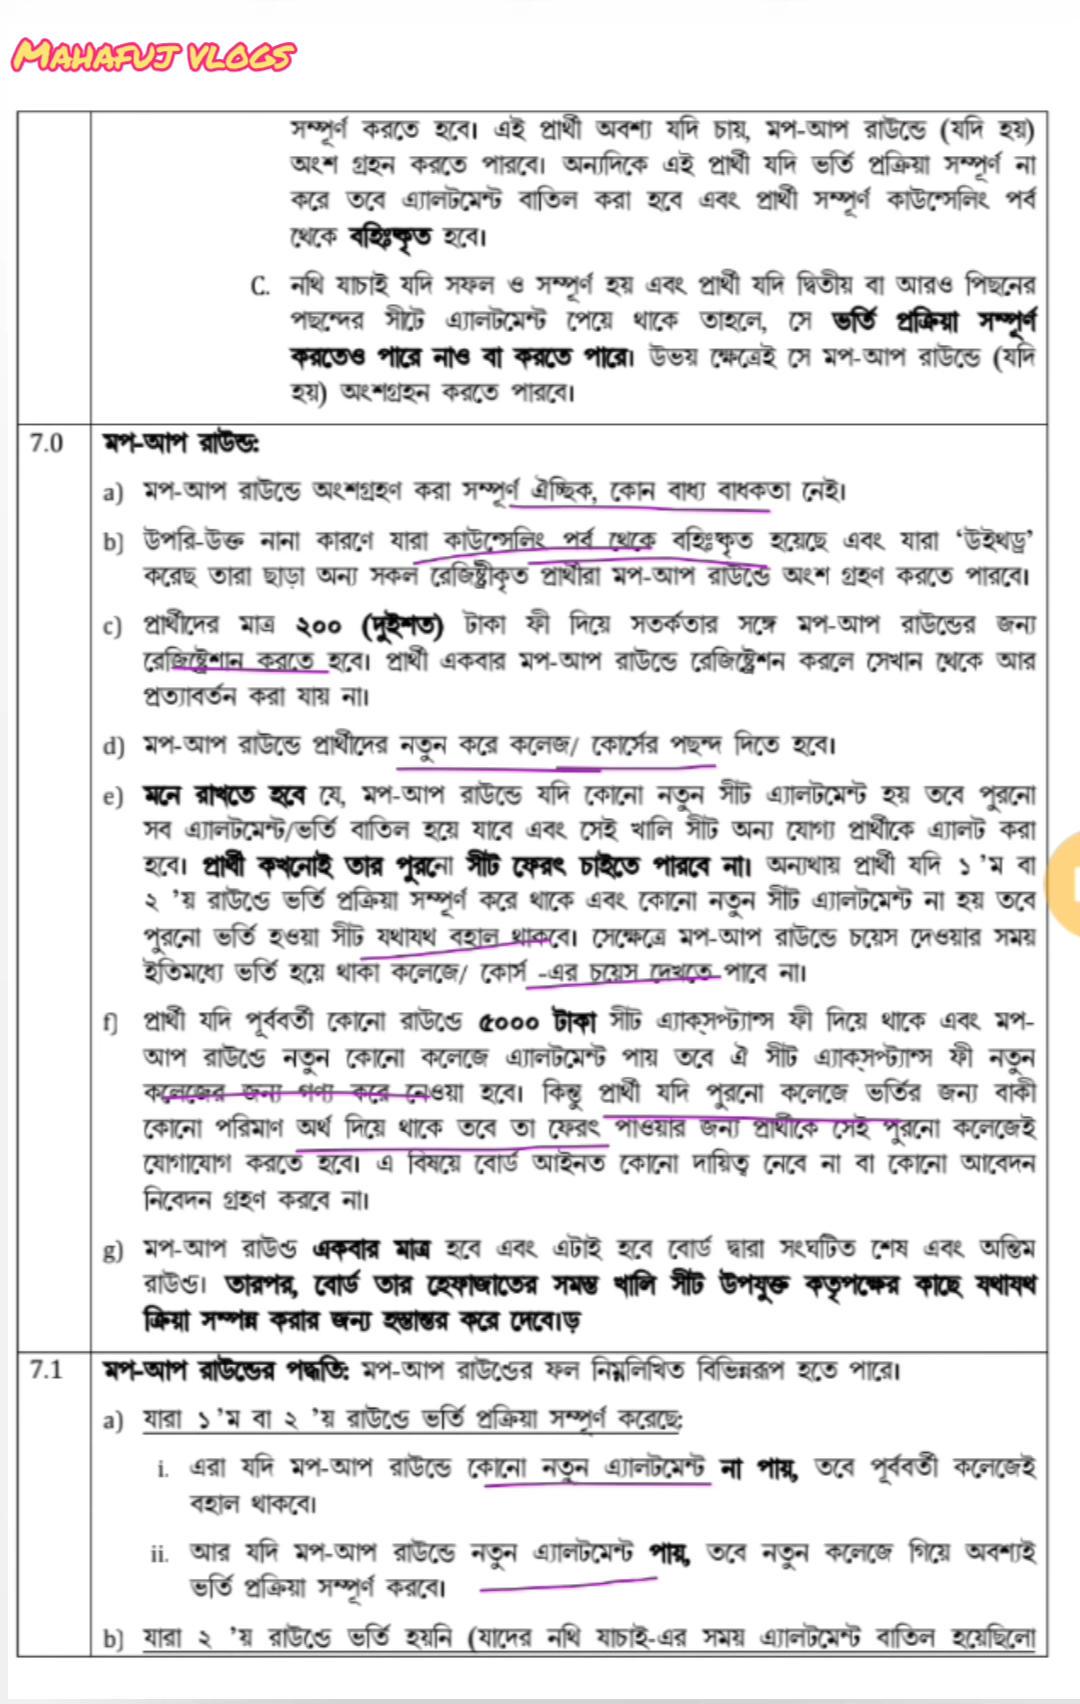 MAHAFUJ VLOGS
সম্পূর্ণ করতে হবে। এই প্রার্থী অবশ্য যদি চায়, মপ-আপ রাউন্ডে (যদি হয়)
অংশ গ্রহন করতে পারবে। অন্যদিকে এই প্রার্থী যদি ভর্তি প্রক্রিয়া সম্পূর্ণ না
করে তবে এ্যালটমেন্ট বাতিল করা হবে এবং প্রার্থী সম্পূর্ণ কাউন্সেলিং পর্ব
থেকে বহিঃষ্কৃত হবে।
C. নথি যাচাই যদি সফল ও সম্পূর্ণ হয় এবং প্রার্থী যদি দ্বিতীয় বা আরও পিছনের
পছন্দের সীটে এ্যালটমেন্ট পেয়ে থাকে তাহলে, সে ভর্তি প্রক্রিয়া সম্পূর্ণ
করতেও পারে নাও বা করতে পারে। উভয় ক্ষেত্রেই সে মপ-আপ রাউন্ডে (যদি
হয়) অংশগ্রহন করতে পারবে।
7.0 মপ-আপ রাউন্ড:
a) মপ-আপ রাউন্ডে অংশগ্রহণ করা সম্পূর্ণ ঐচ্ছিক, কোন বাধ্য বাধকতা নেই।
b) উপরি-উক্ত নানা কারণে যারা কাউন্সেলিং পর্ব থেকে বহিঃষ্কৃত হয়েছে এবং যারা ‘উইথড্র’
করেছ তারা ছাড়া অন্য সকল রেজিষ্ট্রীকৃত প্রার্থীরা মপ-আপ রাউন্ডে অংশ গ্রহণ করতে পারবে।
c) প্রার্থীদের মাত্র ২০০ (দুইশত) টাকা ফী দিয়ে সতর্কতার সঙ্গে মপ-আপ রাউন্ডের জন্য
রেজিষ্ট্রেশান করতে হবে। প্রার্থী একবার মপ-আপ রাউন্ডে রেজিষ্ট্রেশন করলে সেখান থেকে আর
প্রত্যাবর্তন করা যায় না।
d) মপ-আপ রাউন্ডে প্রার্থীদের নতুন করে কলেজ/ কোর্সের পছন্দ দিতে হবে।
e) মনে রাখতে হবে যে, মপ-আপ রাউন্ডে যদি কোনো নতুন সীট এ্যালটমেন্ট হয় তবে পুরনো
সব এ্যালটমেন্ট/ভর্তি বাতিল হয়ে যাবে এবং সেই খালি সীট অন্য যোগ্য প্রার্থীকে এ্যালট করা
হবে। প্রার্থী কখনোই তার পুরনো সীট ফেরৎ চাইতে পারবে না। অন্যথায় প্রার্থী যদি ১ ’ম বা
২ ’য় রাউন্ডে ভর্তি প্রক্রিয়া সম্পূর্ণ করে থাকে এবং কোনো নতুন সীট এ্যালটমেন্ট না হয় তবে
পুরনো ভর্তি হওয়া সীট যথাযথ বহাল থাকবে। সেক্ষেত্রে মপ-আপ রাউন্ডে চয়েস দেওয়ার সময়
ইতিমধ্যে ভর্তি হয়ে থাকা কলেজে/ কোর্স -এর চয়েস দেখতে পাবে না।
f) প্রার্থী যদি পূর্ববর্তী কোনো রাউন্ডে ৫০০০ টাকা সীট এ্যাক্সপ্ট্যান্স ফী দিয়ে থাকে এবং মপ-
আপ রাউন্ডে নতুন কোনো কলেজে এ্যালটমেন্ট পায় তবে ঐ সীট এ্যাক্সপ্ট্যান্স ফী নতুন
কলেজের জন্য গণ্য করে নেওয়া হবে। কিন্তু প্রার্থী যদি পুরনো কলেজে ভর্তির জন্য বাকী
কোনো পরিমাণ অর্থ দিয়ে থাকে তবে তা ফেরৎ পাওয়ার জন্য প্রার্থীকে সেই পুরনো কলেজেই
যোগাযোগ করতে হবে। এ বিষয়ে বোর্ড আইনত কোনো দায়িত্ব নেবে না বা কোনো আবেদন
নিবেদন গ্রহণ করবে না।
g) মপ-আপ রাউন্ড একবার মাত্র হবে এবং এটাই হবে বোর্ড দ্বারা সংঘটিত শেষ এবং অন্তিম
রাউন্ড। তারপর, বোর্ড তার হেফাজাতের সমস্ত খালি সীট উপযুক্ত কতৃপক্ষের কাছে যথাযথ
ক্রিয়া সম্পন্ন করার জন্য হস্তান্তর করে দেবে।ড়
7.1 মপ-আপ রাউন্ডের পদ্ধতি: মপ-আপ রাউন্ডের ফল নিম্নলিখিত বিভিন্নরূপ হতে পারে।
a) যারা ১ ’ম বা ২ ’য় রাউন্ডে ভর্তি প্রক্রিয়া সম্পূর্ণ করেছে:
i. এরা যদি মপ-আপ রাউন্ডে কোনো নতুন এ্যালটমেন্ট না পায়, তবে পূর্ববর্তী কলেজেই
বহাল থাকবে।
ii. আর যদি মপ-আপ রাউন্ডে নতুন এ্যালটমেন্ট পায়, তবে নতুন কলেজে গিয়ে অবশ্যই
ভর্তি প্রক্রিয়া সম্পূর্ণ করবে।
b) যারা ২ ’য় রাউন্ডে ভর্তি হয়নি (যাদের নথি যাচাই-এর সময় এ্যালটমেন্ট বাতিল হয়েছিলো